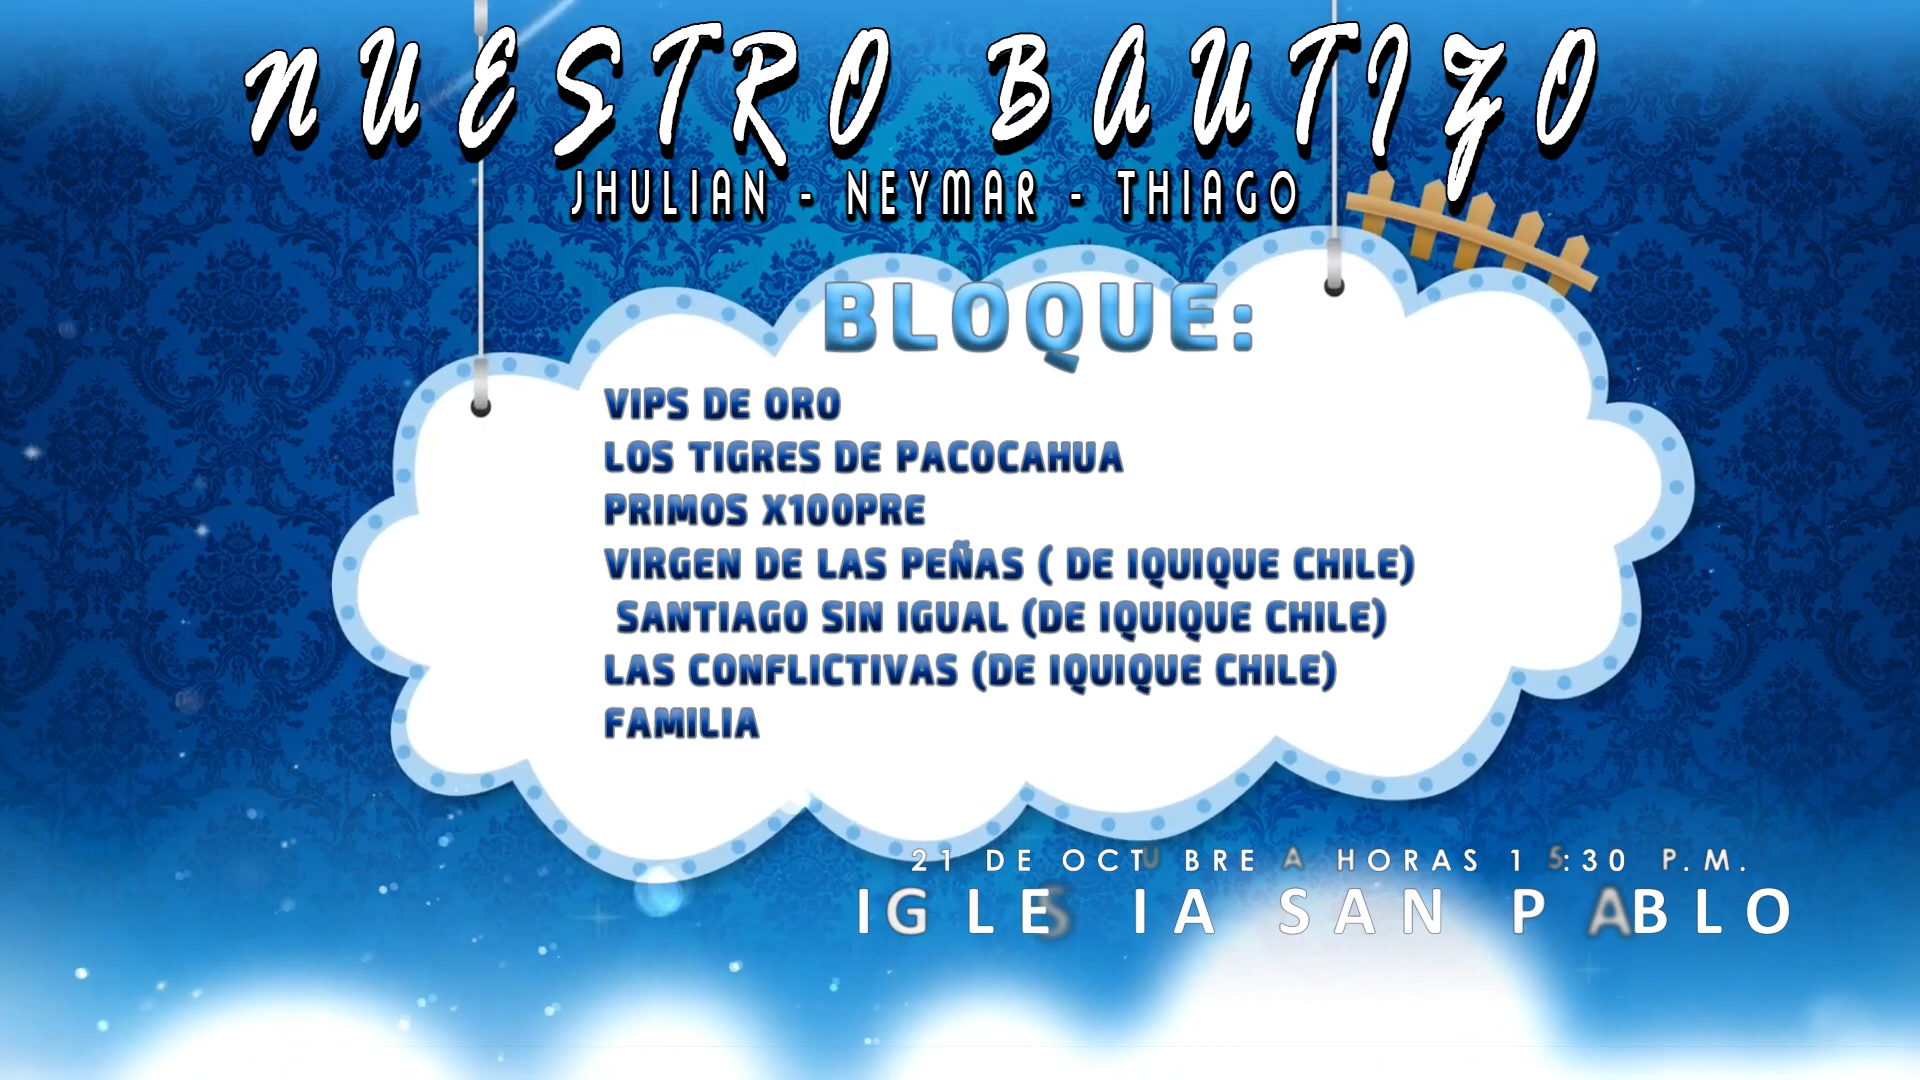 NUESTRO BAUTIZO
JHULIAN - NEYMAR - THIAGO
BLOQUE:
VIPS DE ORO
LOS TIGRES DE PACOCAHUA
PRIMOS X100PRE
VIRGEN DE LAS PEÑAS ( DE IQUIQUE CHILE)
SANTIAGO SIN IGUAL (DE IQUIQUE CHILE)
LAS CONFLICTIVAS (DE IQUIQUE CHILE)
FAMILIA
21 DE OCTUBRE A HORAS 15:30 P.M.
IGLESIA SAN PABLO